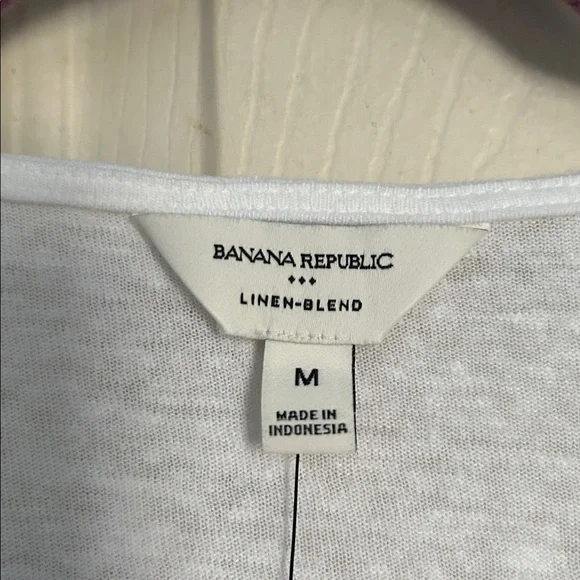 BANANA REPUBLIC
LINEN-BLEND
M
MADE IN
INDONESIA